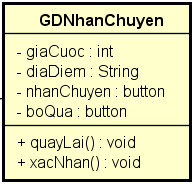 GDNhanChuyen
- giaCuoc : int
- diaDiem : String
- nhanChuyen : button
- boQua : button
+ quayLai() : void
+ xacNhan() : void